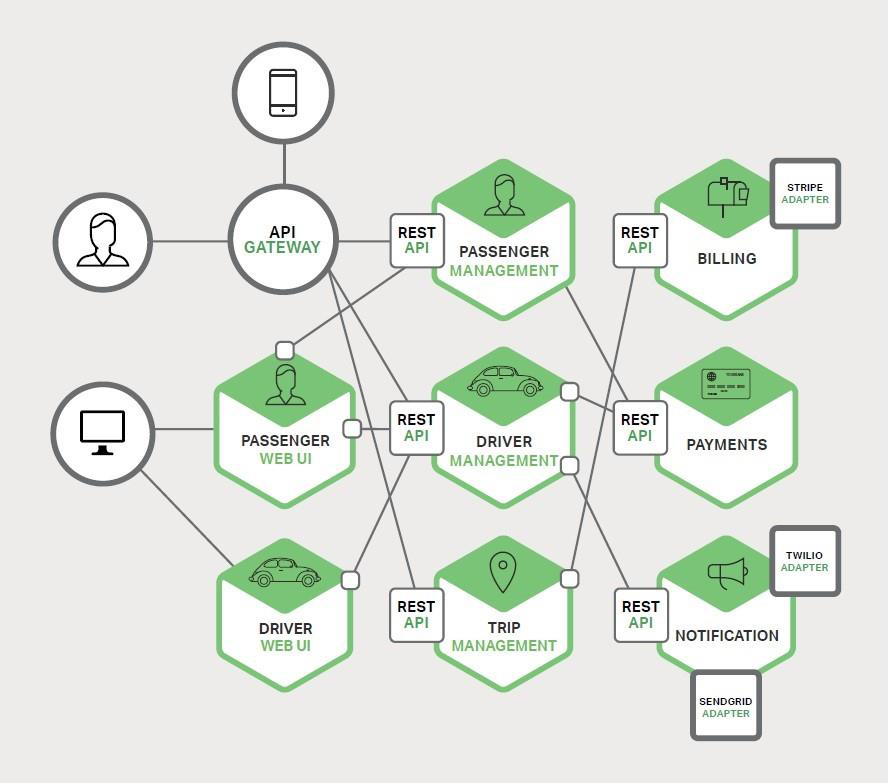 API
GATEWAY
REST
API
PASSENGER
MANAGEMENT
REST
API
BILLING
STRIPE
ADAPTER
PASSENGER
WEB UI
REST
API
DRIVER
MANAGEMENT
REST
API
PAYMENTS
DRIVER
WEB UI
REST
API
TRIP
MANAGEMENT
REST
API
NOTIFICATION
TWILIO
ADAPTER
SENDGRID
ADAPTER